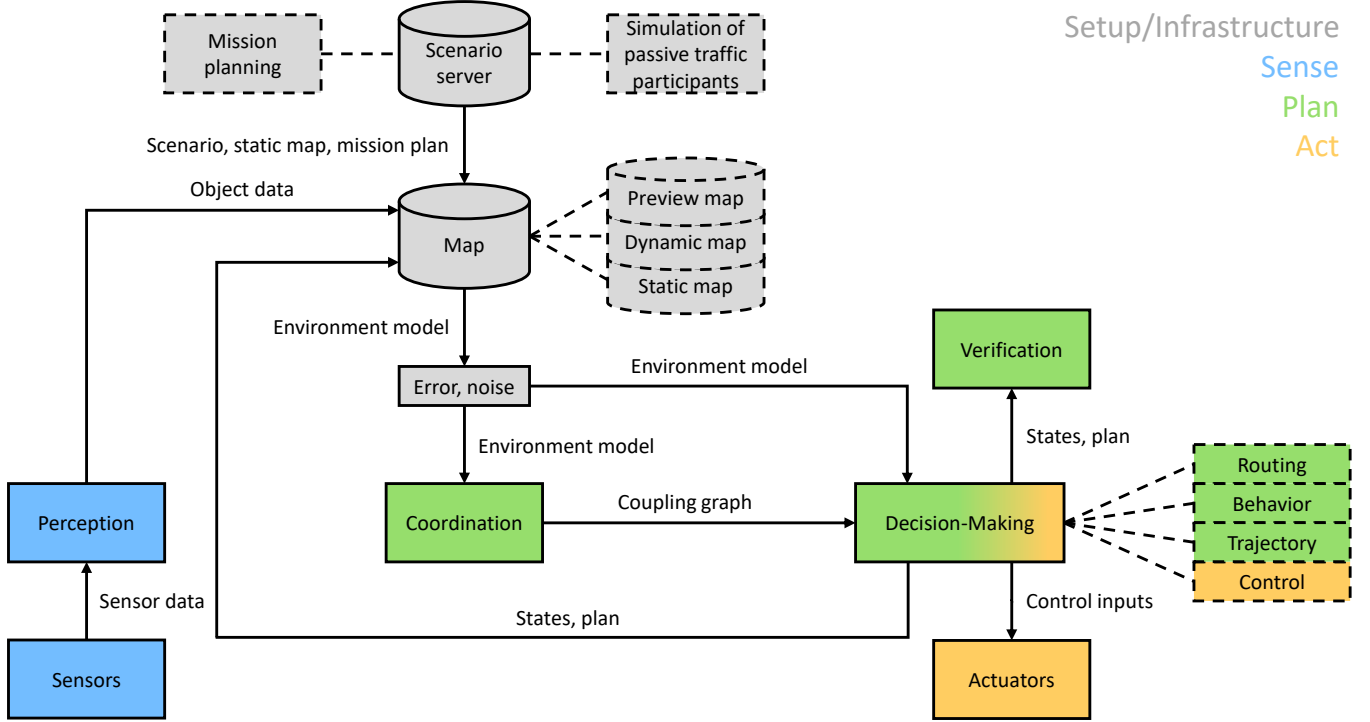 Setup/Infrastructure
Sense
Plan
Act
Mission
planning
Scenario
server
Simulation of
passive traffic
participants
Scenario, static map, mission plan
Object data
Map
Preview map
Dynamic map
Static map
Environment model
Error, noise
Environment model
Verification
Environment model
States, plan
Perception
Coordination
Coupling graph
Decision-Making
Routing
Behavior
Trajectory
Control
Sensor data
States, plan
Control inputs
Sensors
Actuators